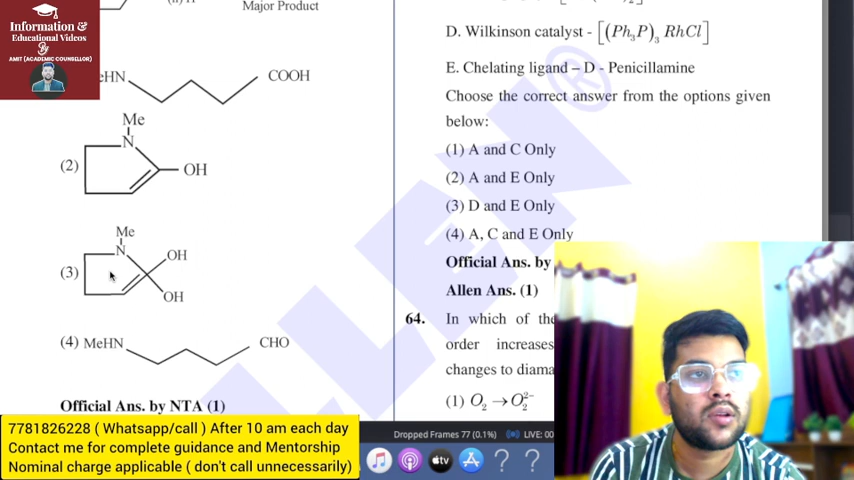 Information &
Educational Videos
By
AMIT (ACADEMIC COUNSELLOR)
Major Product
eHN
COOH
(2)
Me
N
OH
(3)
Me
N
OH
OH
(4) MeHN
CHO
Official Ans. by NTA (1)
7781826228 ( Whatsapp/call ) After 10 am each day
Contact me for complete guidance and Mentorship
Nominal charge applicable ( don't call unnecessarily)
D. Wilkinson catalyst - [(Ph₃P)₃ RhCl]
E. Chelating ligand – D - Penicillamine
Choose the correct answer from the options given
below:
(1) A and C Only
(2) A and E Only
(3) D and E Only
(4) A, C and E Only
Official Ans. by
Allen Ans. (1)
64. In which of the
order increases
changes to diama
(1) O₂ → O₂²⁻
Dropped Frames 77 (0.1%)
LIVE: 00
tv
ALLEN®